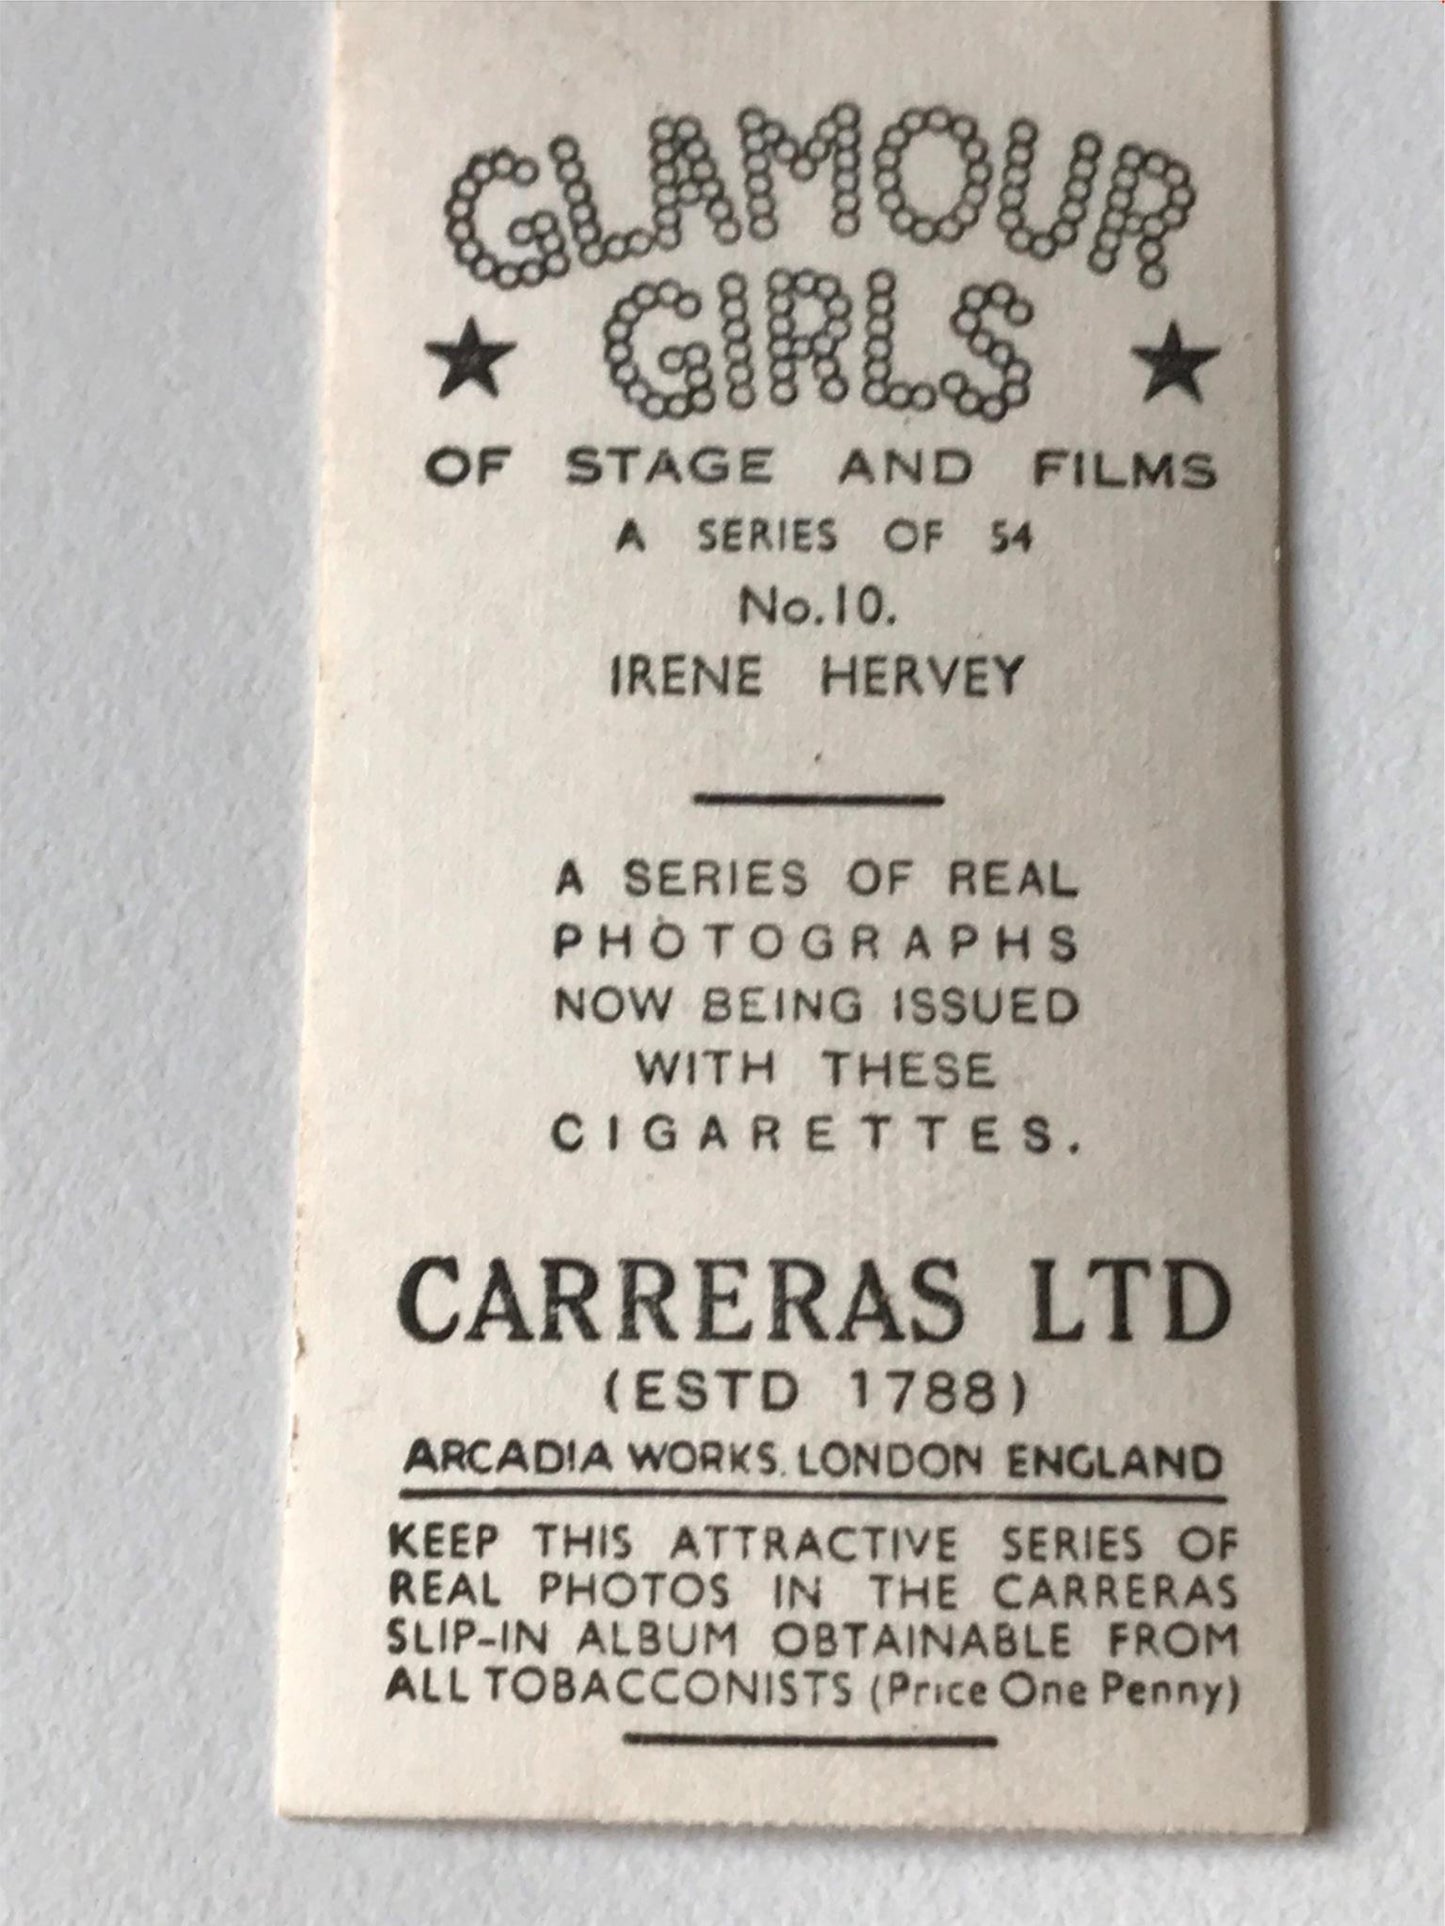 GLAMOUR
GIRLS
OF STAGE AND FILMS
A SERIES OF 54
No.10.
IRENE HERVEY
A SERIES OF REAL
PHOTOGRAPHS
NOW BEING ISSUED
WITH THESE
CIGARETTES.
CARRERAS LTD
(ESTD 1788)
ARCADIA WORKS. LONDON ENGLAND
KEEP THIS ATTRACTIVE SERIES OF
REAL PHOTOS IN THE CARRERAS
SLIP-IN ALBUM OBTAINABLE FROM
ALL TOBACCONISTS (Price One Penny)